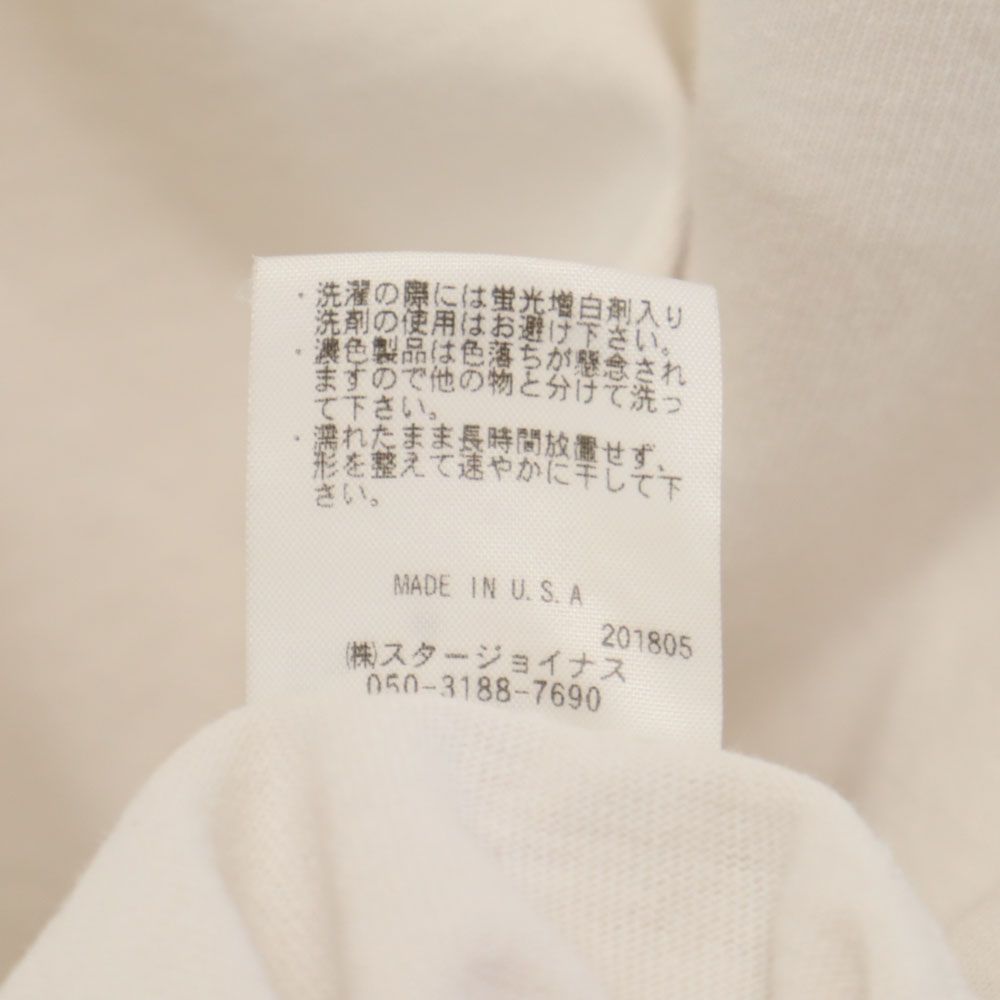 ・洗濯の際には蛍光増白剤入り
洗剤の使用はお避け下さい。
・濃色製品は色落ちが懸念され
ますので他の物と分けて洗っ
て下さい。
・濡れたまま長時間放置せず、
形を整えて速やかに干して下
さい。
MADE IN U.S.A
201805
(株)スタージョイナス
050-3188-7690